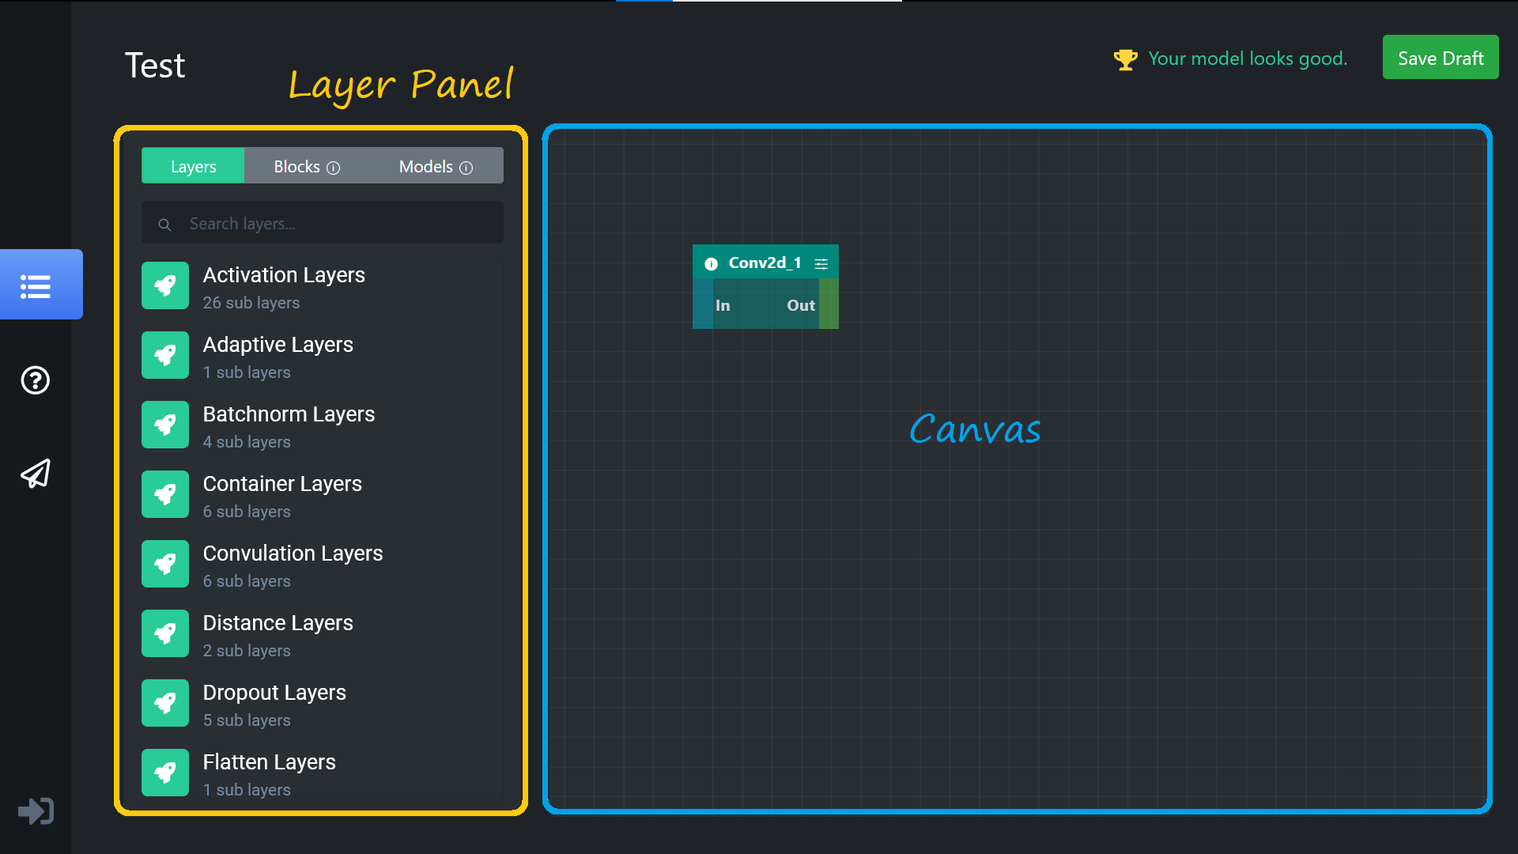 Test
Layer Panel
Your model looks good.
Save Draft
Layers Blocks Models
Search layers...
Activation Layers
26 sub layers
Adaptive Layers
1 sub layers
Batchnorm Layers
4 sub layers
Container Layers
6 sub layers
Convulation Layers
6 sub layers
Distance Layers
2 sub layers
Dropout Layers
5 sub layers
Flatten Layers
1 sub layers
Conv2d_1
In Out
Canvas